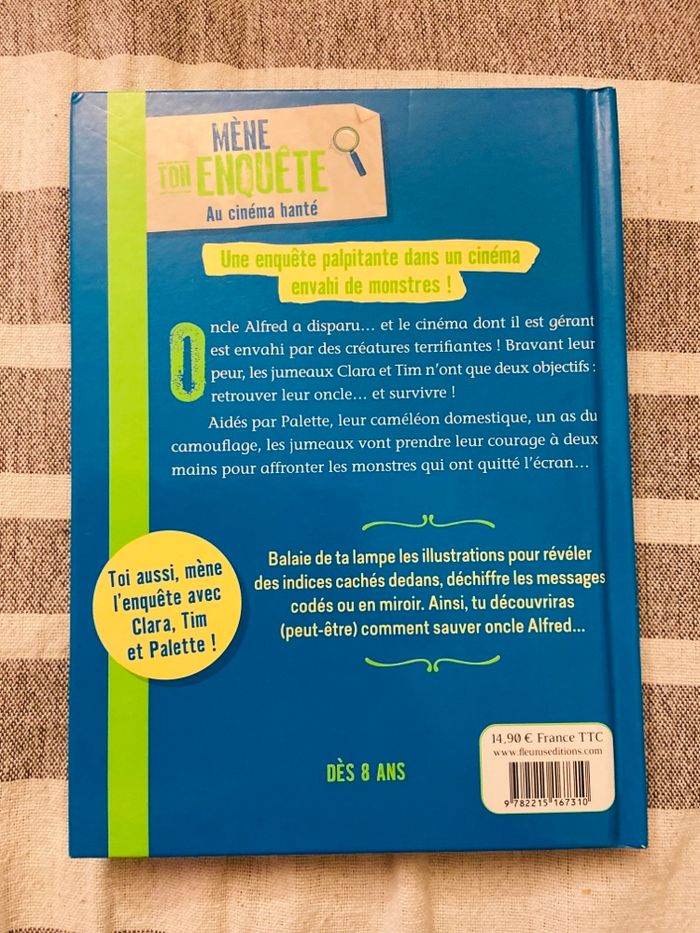 MÈNE
TON ENQUÊTE
Au cinéma hanté
Une enquête palpitante dans un cinéma
envahi de monstres !
Oncle Alfred a disparu... et le cinéma dont il est gérant
est envahi par des créatures terrifiantes ! Bravant leur
peur, les jumeaux Clara et Tim n'ont que deux objectifs :
retrouver leur oncle... et survivre !
Aidés par Palette, leur caméléon domestique, un as du
camouflage, les jumeaux vont prendre leur courage à deux
mains pour affronter les monstres qui ont quitté l'écran...
Toi aussi, mène
l'enquête avec
Clara, Tim
et Palette !
Balaie de ta lampe les illustrations pour révéler
des indices cachés dedans, déchiffre les messages
codés ou en miroir. Ainsi, tu découvriras
(peut-être) comment sauver oncle Alfred...
DÈS 8 ANS
14,90 € France TTC
www.fleuruseditions.com
9 782215 167310